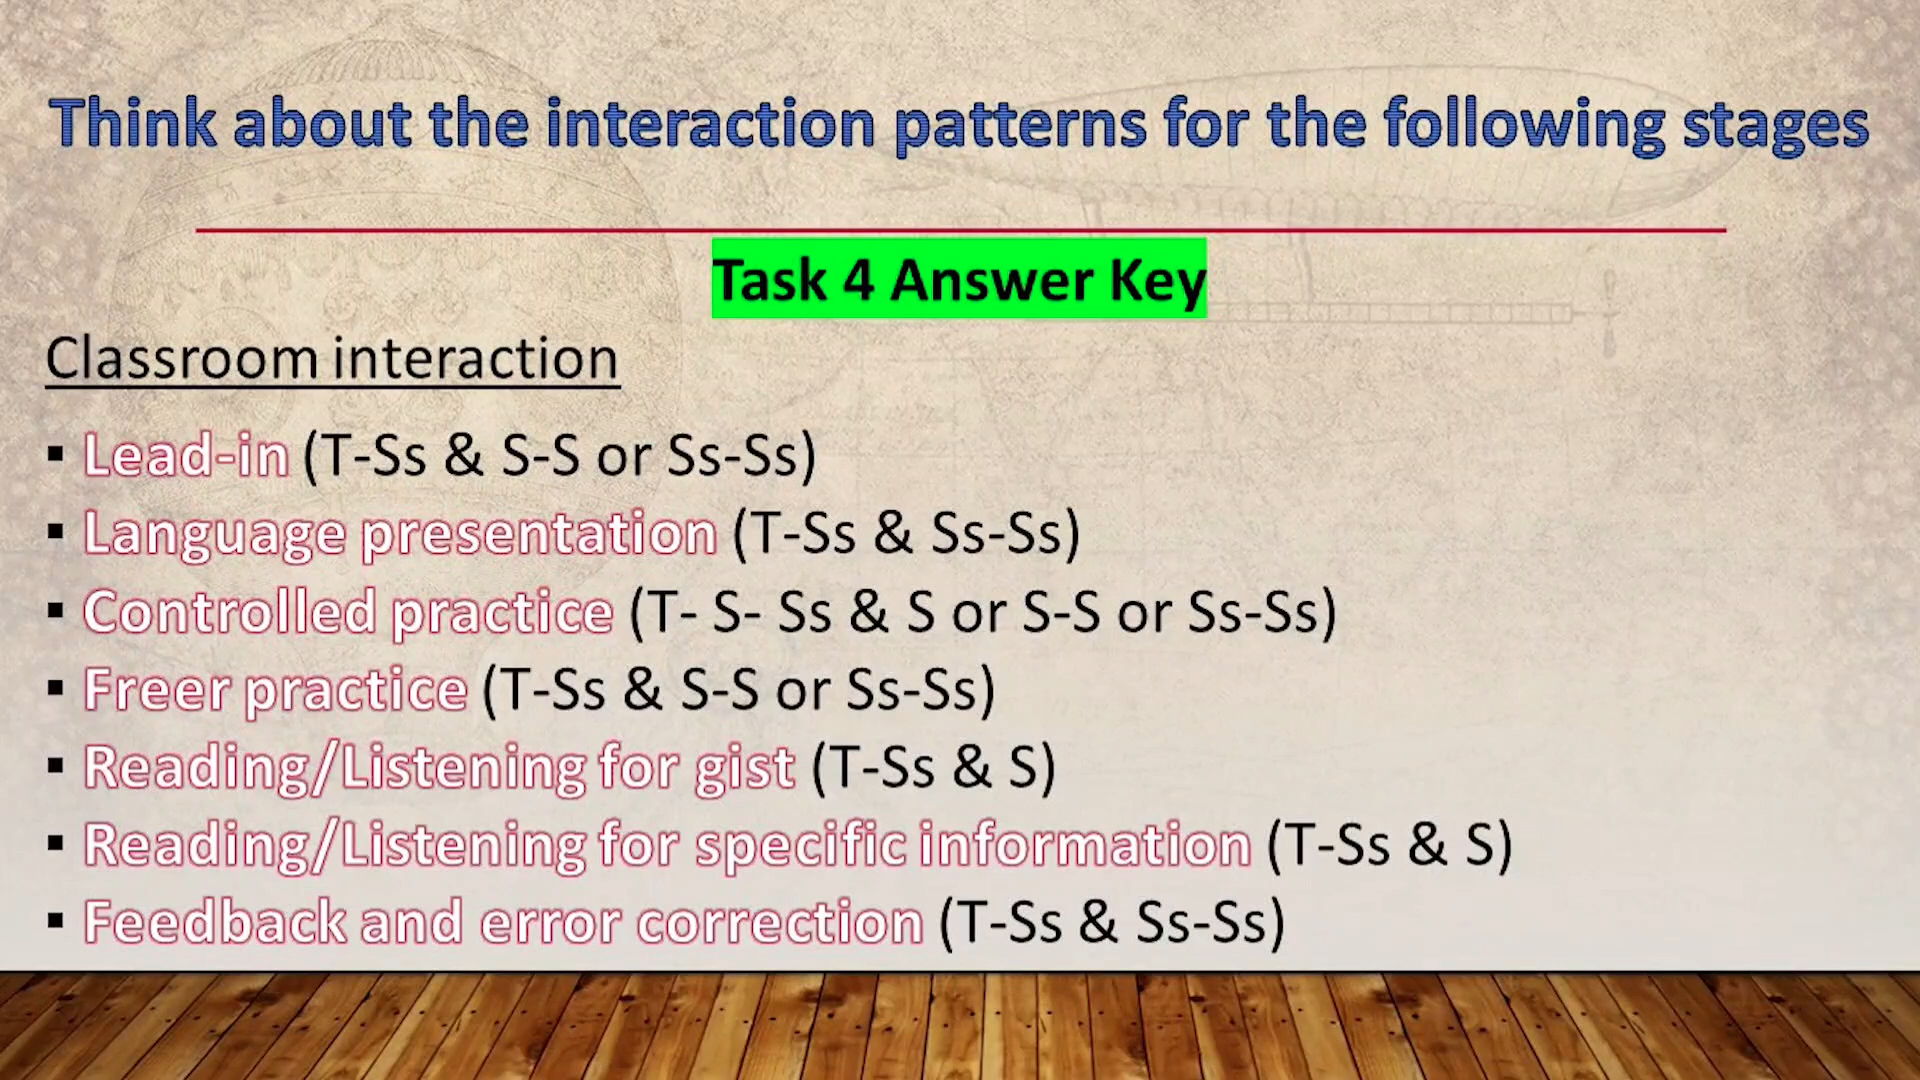 Think about the interaction patterns for the following stages
Task 4 Answer Key
Classroom interaction
▪ Lead-in (T-Ss & S-S or Ss-Ss)
▪ Language presentation (T-Ss & Ss-Ss)
▪ Controlled practice (T- S- Ss & S or S-S or Ss-Ss)
▪ Freer practice (T-Ss & S-S or Ss-Ss)
▪ Reading/Listening for gist (T-Ss & S)
▪ Reading/Listening for specific information (T-Ss & S)
▪ Feedback and error correction (T-Ss & Ss-Ss)